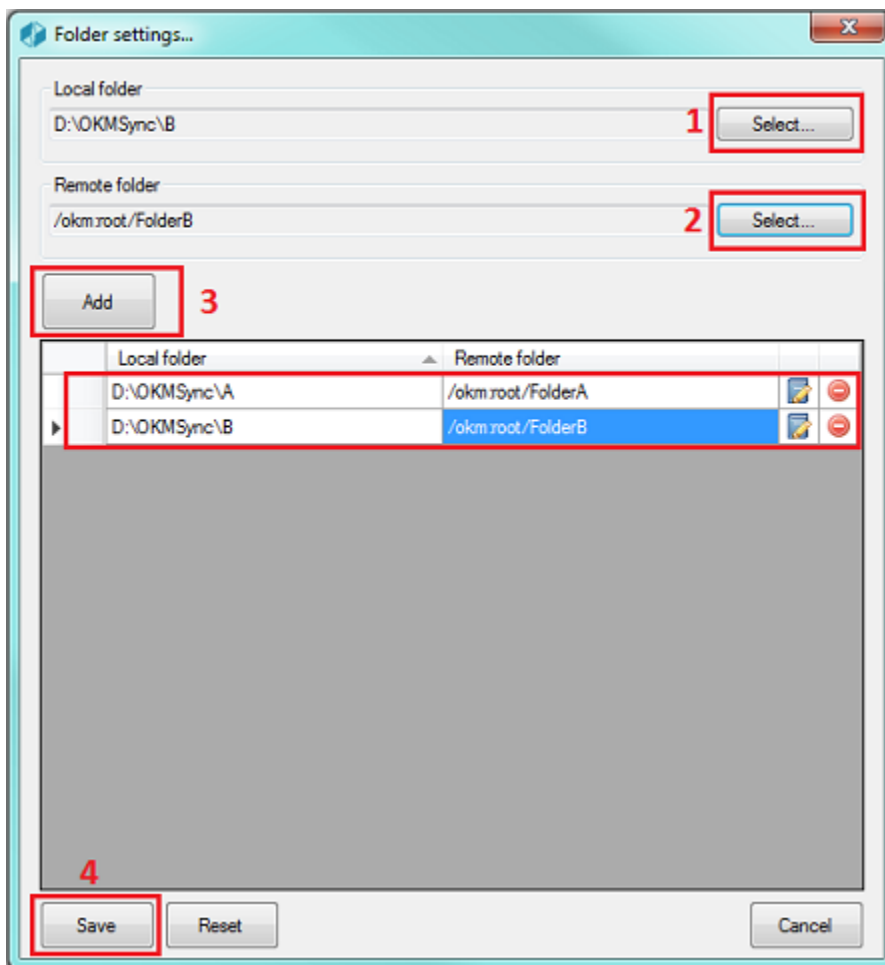 Folder settings...
Local folder
D:\OKMSync\B
1
Select...
Remote folder
/okm:root/FolderB
2
Select...
Add
3
Local folder Remote folder
D:\OKMSync\A /okm:root/FolderA
D:\OKMSync\B /okm:root/FolderB
4
Save Reset Cancel